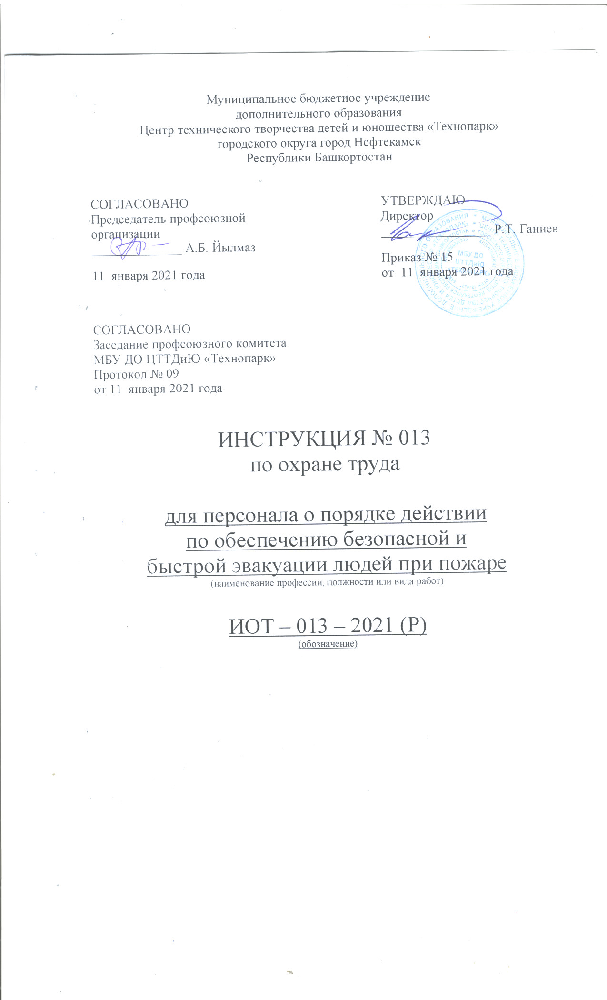 Муниципальное бюджетное учреждение
дополнительного образования
Центр технического творчества детей и юношества «Технопарк»
городского округа город Нефтекамск
Республики Башкортостан
СОГЛАСОВАНО
Председатель профсоюзной
организации
______________ А.Б. Йылмаз
11 января 2021 года
УТВЕРЖДАЮ
Директор
_________________ Р.Т. Ганиев
Приказ № 15
от 11 января 2021 года
МБУ ДО
ЦТТДиЮ
«ТЕХНОПАРК»
СОГЛАСОВАНО
Заседание профсоюзного комитета
МБУ ДО ЦТТДиЮ «Технопарк»
Протокол № 09
от 11 января 2021 года
ИНСТРУКЦИЯ № 013
по охране труда
для персонала о порядке действии
по обеспечению безопасной и
быстрой эвакуации людей при пожаре
(наименование профессии, должности или вида работ)
ИОТ – 013 – 2021 (Р)
(обозначение)